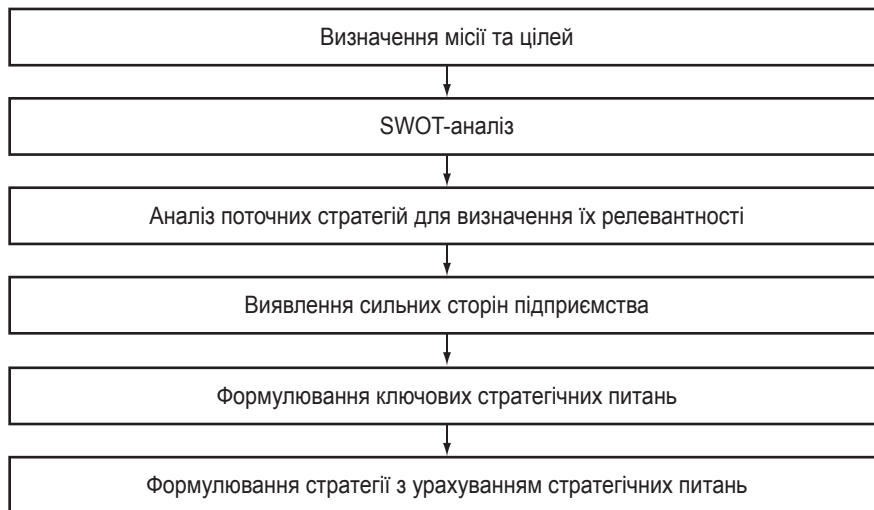 Визначення місії та цілей
SWOT-аналіз
Аналіз поточних стратегій для визначення їх релевантності
Виявлення сильних сторін підприємства
Формулювання ключових стратегічних питань
Формулювання стратегії з урахуванням стратегічних питань